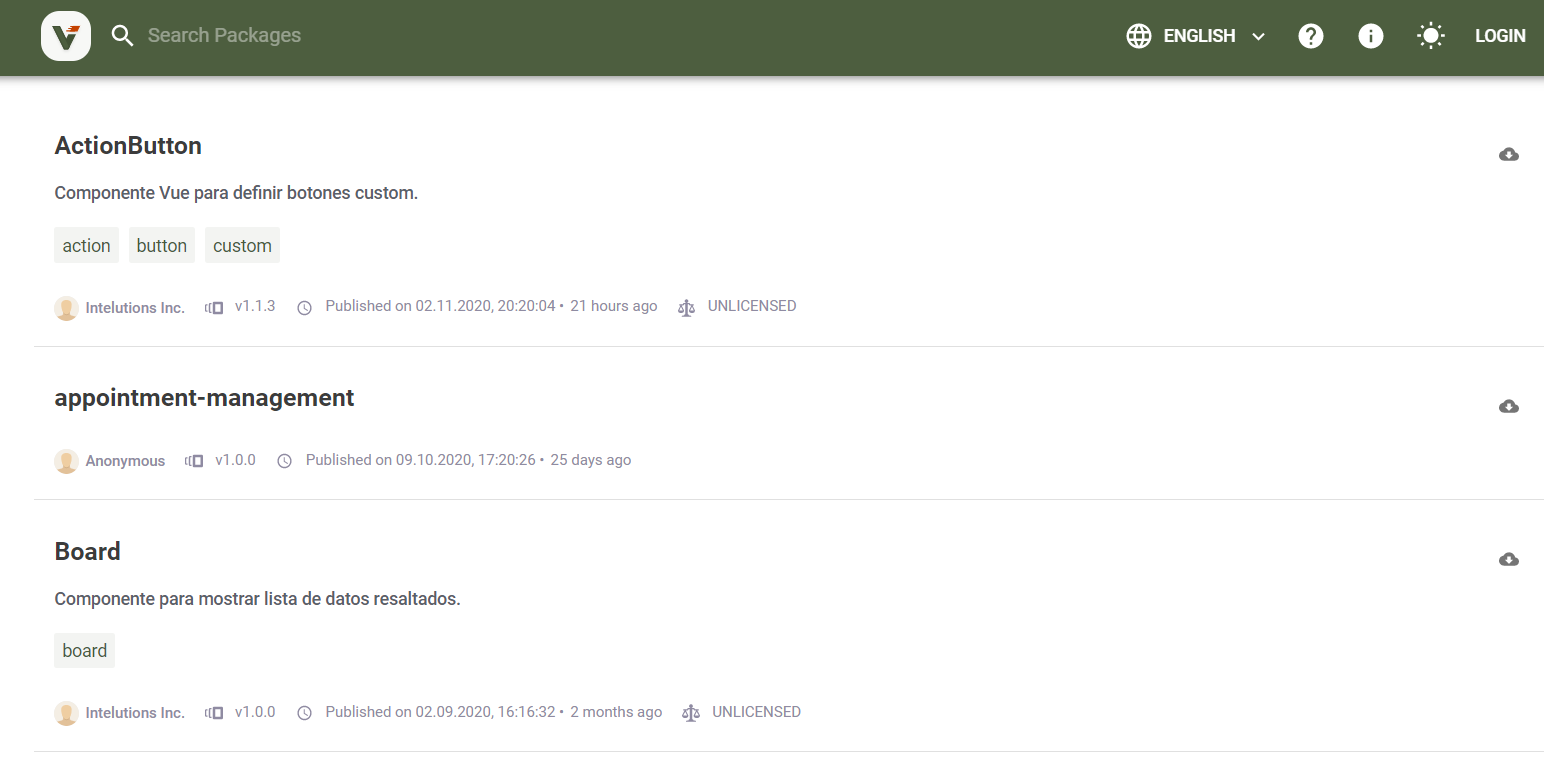 Search Packages ENGLISH LOGIN
ActionButton
Componente Vue para definir botones custom.
action button custom
Intelutions Inc. v1.1.3 Published on 02.11.2020, 20:20:04 • 21 hours ago UNLICENSED
appointment-management
Anonymous v1.0.0 Published on 09.10.2020, 17:20:26 • 25 days ago
Board
Componente para mostrar lista de datos resaltados.
board
Intelutions Inc. v1.0.0 Published on 02.09.2020, 16:16:32 • 2 months ago UNLICENSED